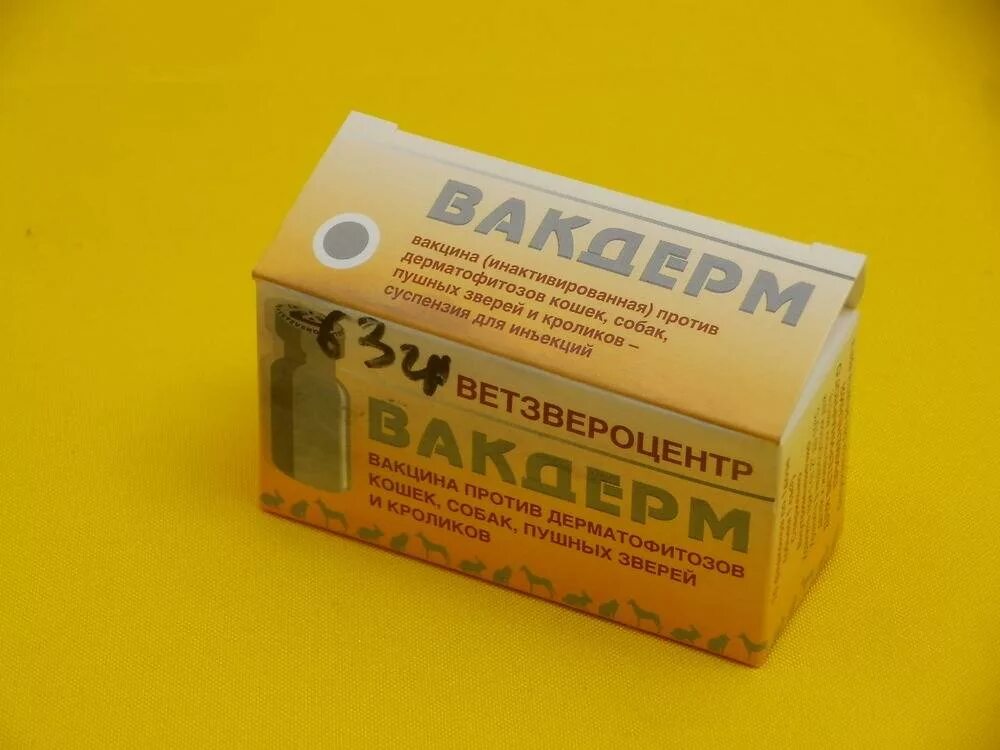 ВАКДЕРМ
вакцина (инактивированная) против
дерматофитозов кошек, собак,
пушных зверей и кроликов –
суспензия для инъекций
ВЕТЗВЕРОЦЕНТР
ВАКДЕРМ
ВАКЦИНА ПРОТИВ ДЕРМАТОФИТОЗОВ
КОШЕК, СОБАК, ПУШНЫХ ЗВЕРЕЙ
И КРОЛИКОВ